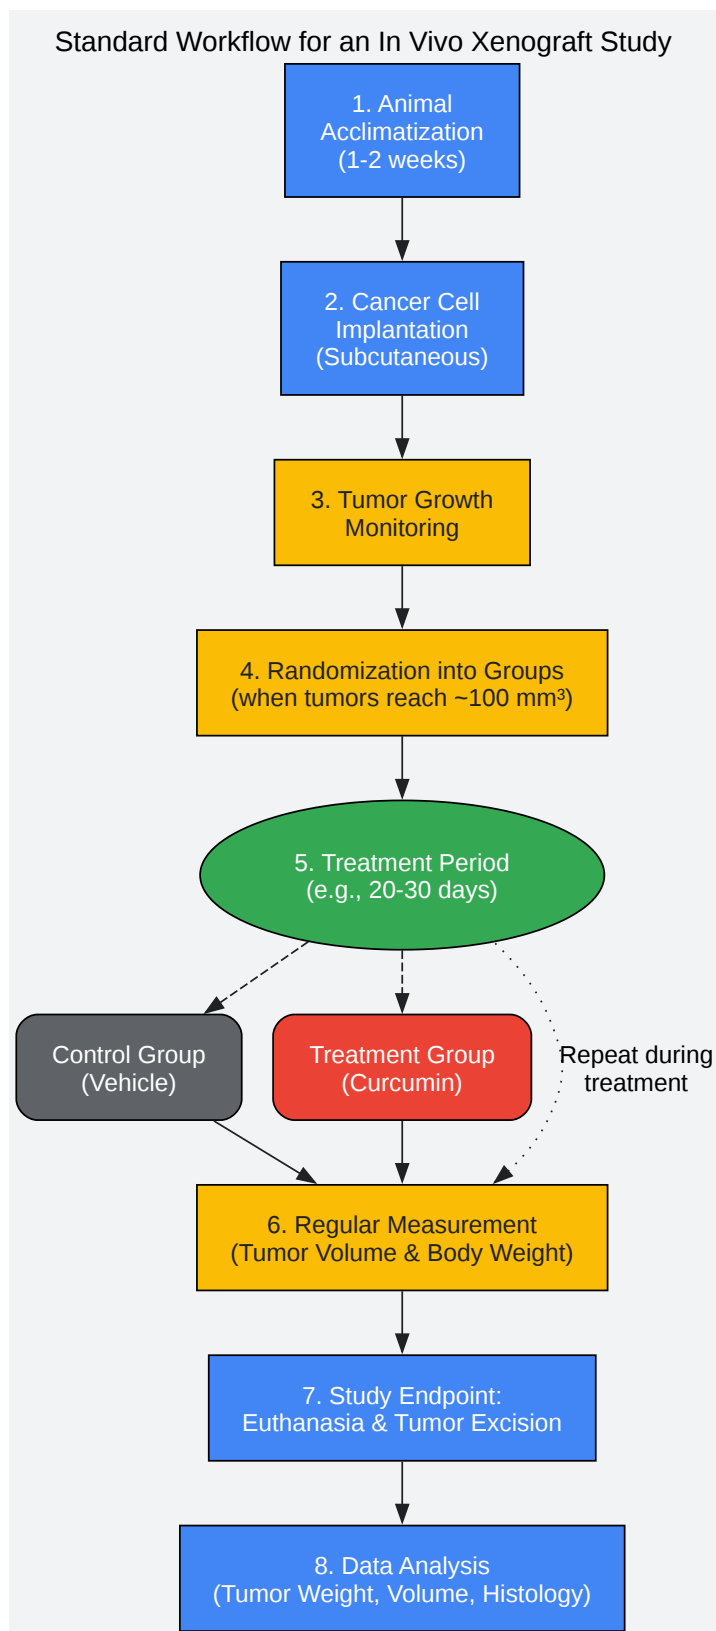 Standard Workflow for an In Vivo Xenograft Study
1. Animal
Acclimatization
(1-2 weeks)
2. Cancer Cell
Implantation
(Subcutaneous)
3. Tumor Growth
Monitoring
4. Randomization into Groups
(when tumors reach ~100 mm³)
5. Treatment Period
(e.g., 20-30 days)
Control Group
(Vehicle)
Treatment Group
(Curcumin)
Repeat during
treatment
6. Regular Measurement
(Tumor Volume & Body Weight)
7. Study Endpoint:
Euthanasia & Tumor Excision
8. Data Analysis
(Tumor Weight, Volume, Histology)